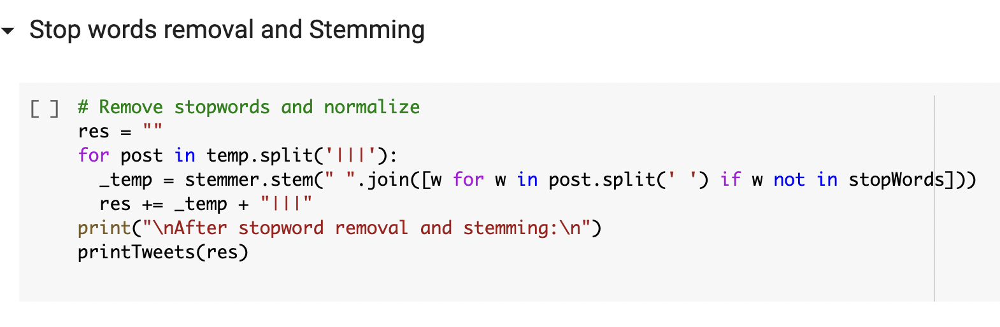 Stop words removal and Stemming
[ ] # Remove stopwords and normalize
res = ""
for post in temp.split('|||'):
  _temp = stemmer.stem(" ".join([w for w in post.split(' ') if w not in stopWords]))
  res += _temp + "|||"
print("\nAfter stopword removal and stemming:\n")
printTweets(res)